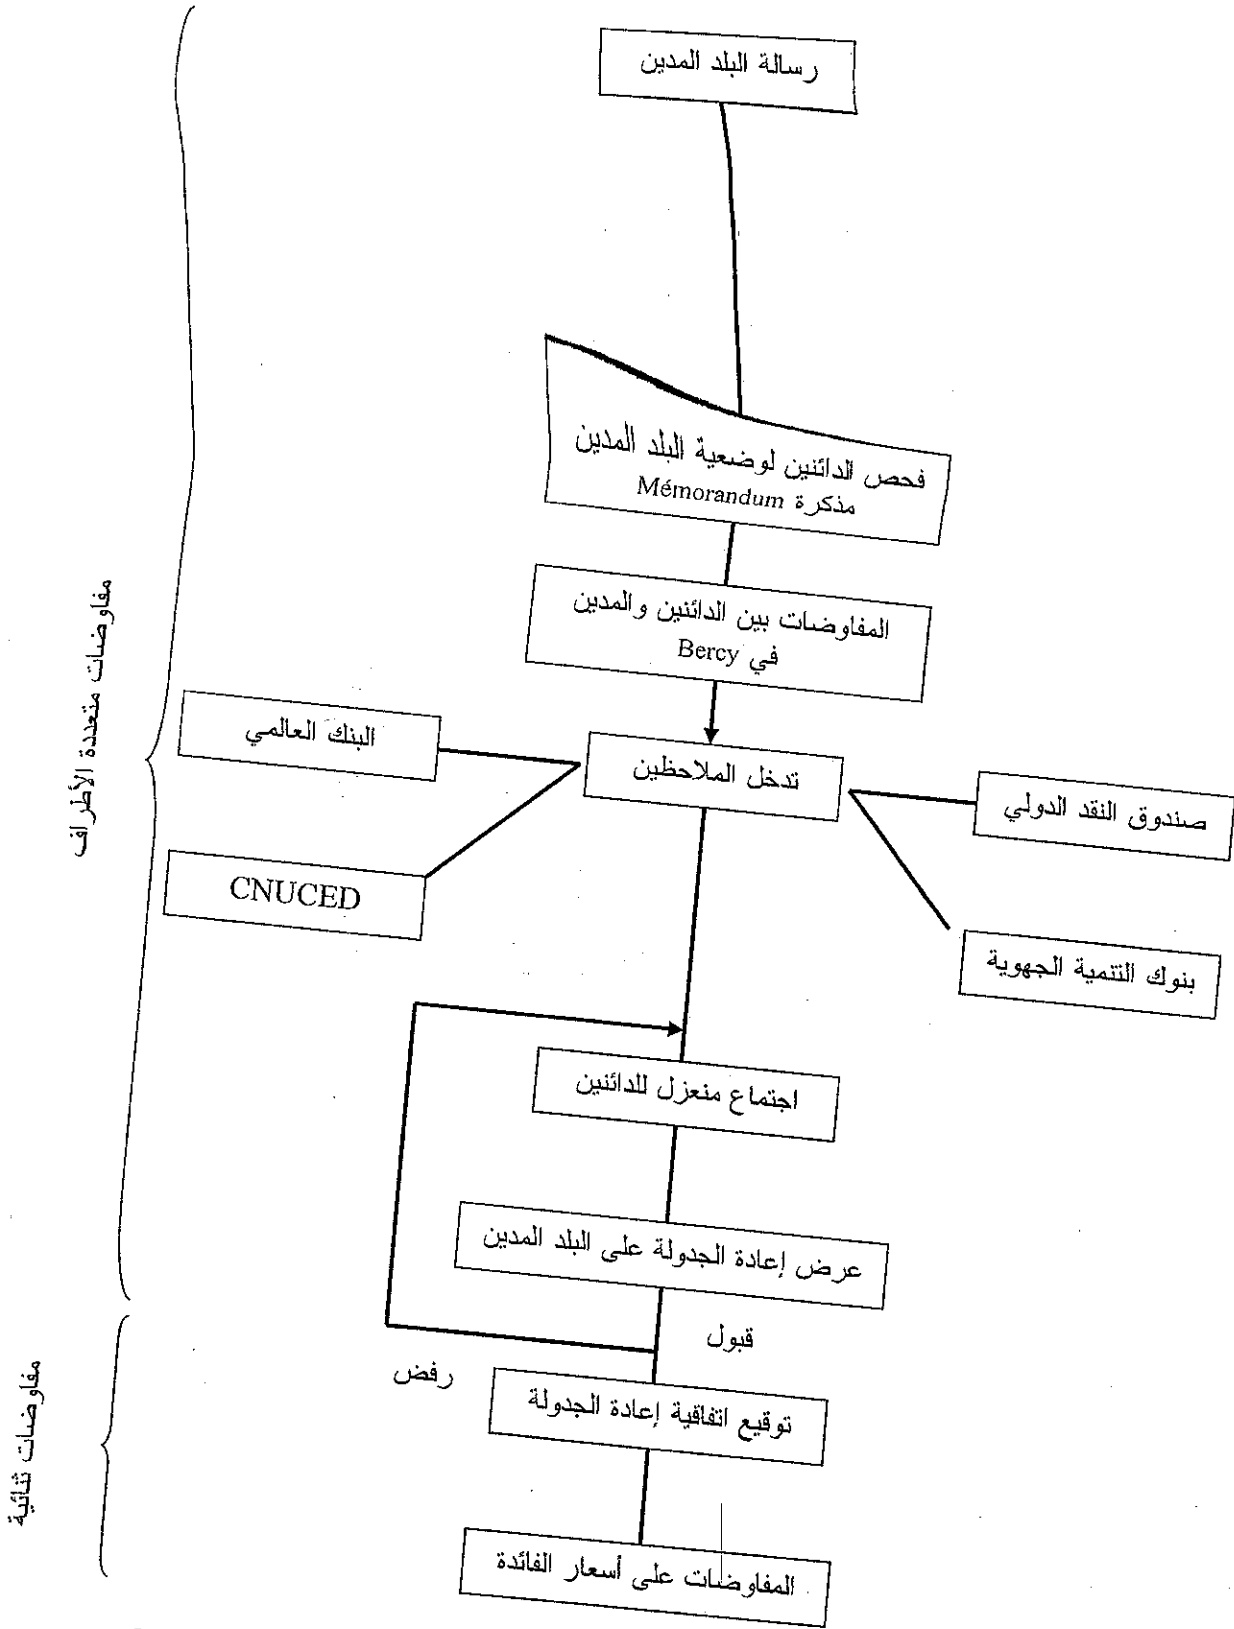 رسالة البلد المدين
فحص الدائنين لوضعية البلد المدين
مذكرة Mémorandum
المفاوضات بين الدائنين والمدين
في Bercy
تدخل الملاحظين
صندوق النقد الدولي
بنوك التنمية الجهوية
البنك العالمي
CNUCED
اجتماع منعزل للدائنين
عرض إعادة الجدولة على البلد المدين
قبول
رفض
توقيع اتفاقية إعادة الجدولة
المفاوضات على أسعار الفائدة
مفاوضات متعددة الأطراف
مفاوضات ثنائية